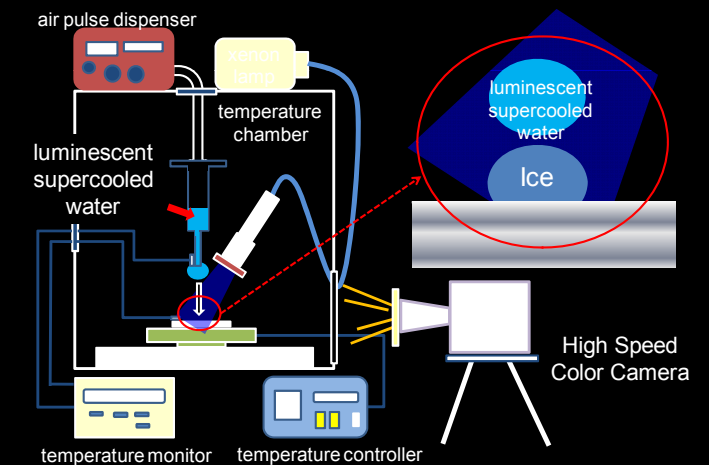 air pulse dispenser
xenon
lamp
temperature
chamber
luminescent
supercooled
water
luminescent
supercooled
water
Ice
High Speed
Color Camera
temperature monitor
temperature controller